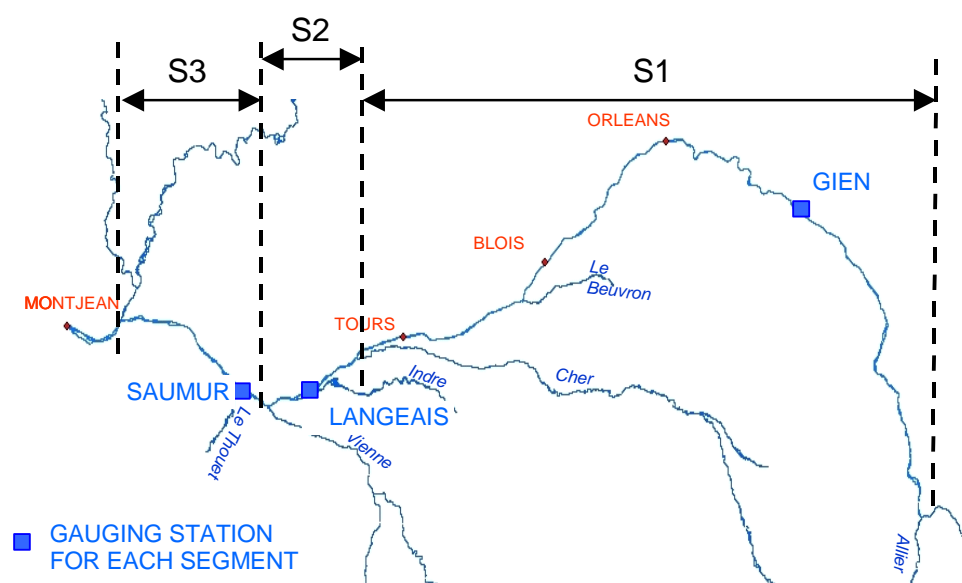 S2
S3
S1
ORLEANS
GIEN
BLOIS
Le
Beuvron
MONTJEAN
TOURS
SAUMUR
Indre
Cher
LANGEAIS
Le Thouet
Vienne
GAUGING STATION
FOR EACH SEGMENT
Allier